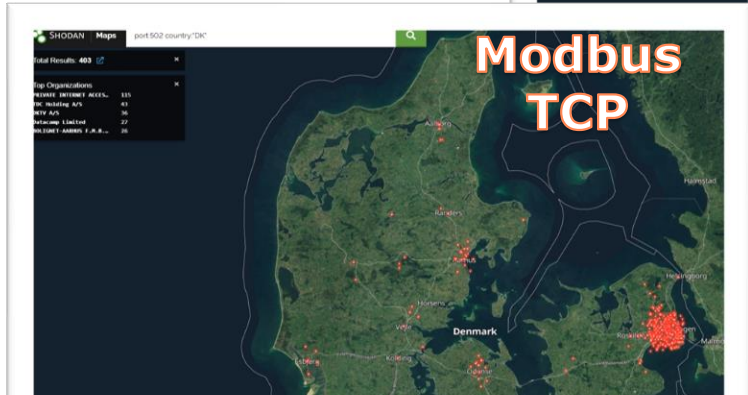 SHODAN Maps port:502 country:"DK"
Modbus
TCP
Total Results: 403
Top Organizations
PRIVATE INTERNET ACCES… 115
TDC Holding A/S 43
DKTV A/S 36
Datacamp Limited 27
BOLIGNET-AARHUS F.M.B.… 26
Aalborg
Halmstad
Randers
Aarhus
Helsingborg
Horsens
Vejle
Denmark
Roskilde
Malmö
Esbjerg
Kolding
Odense